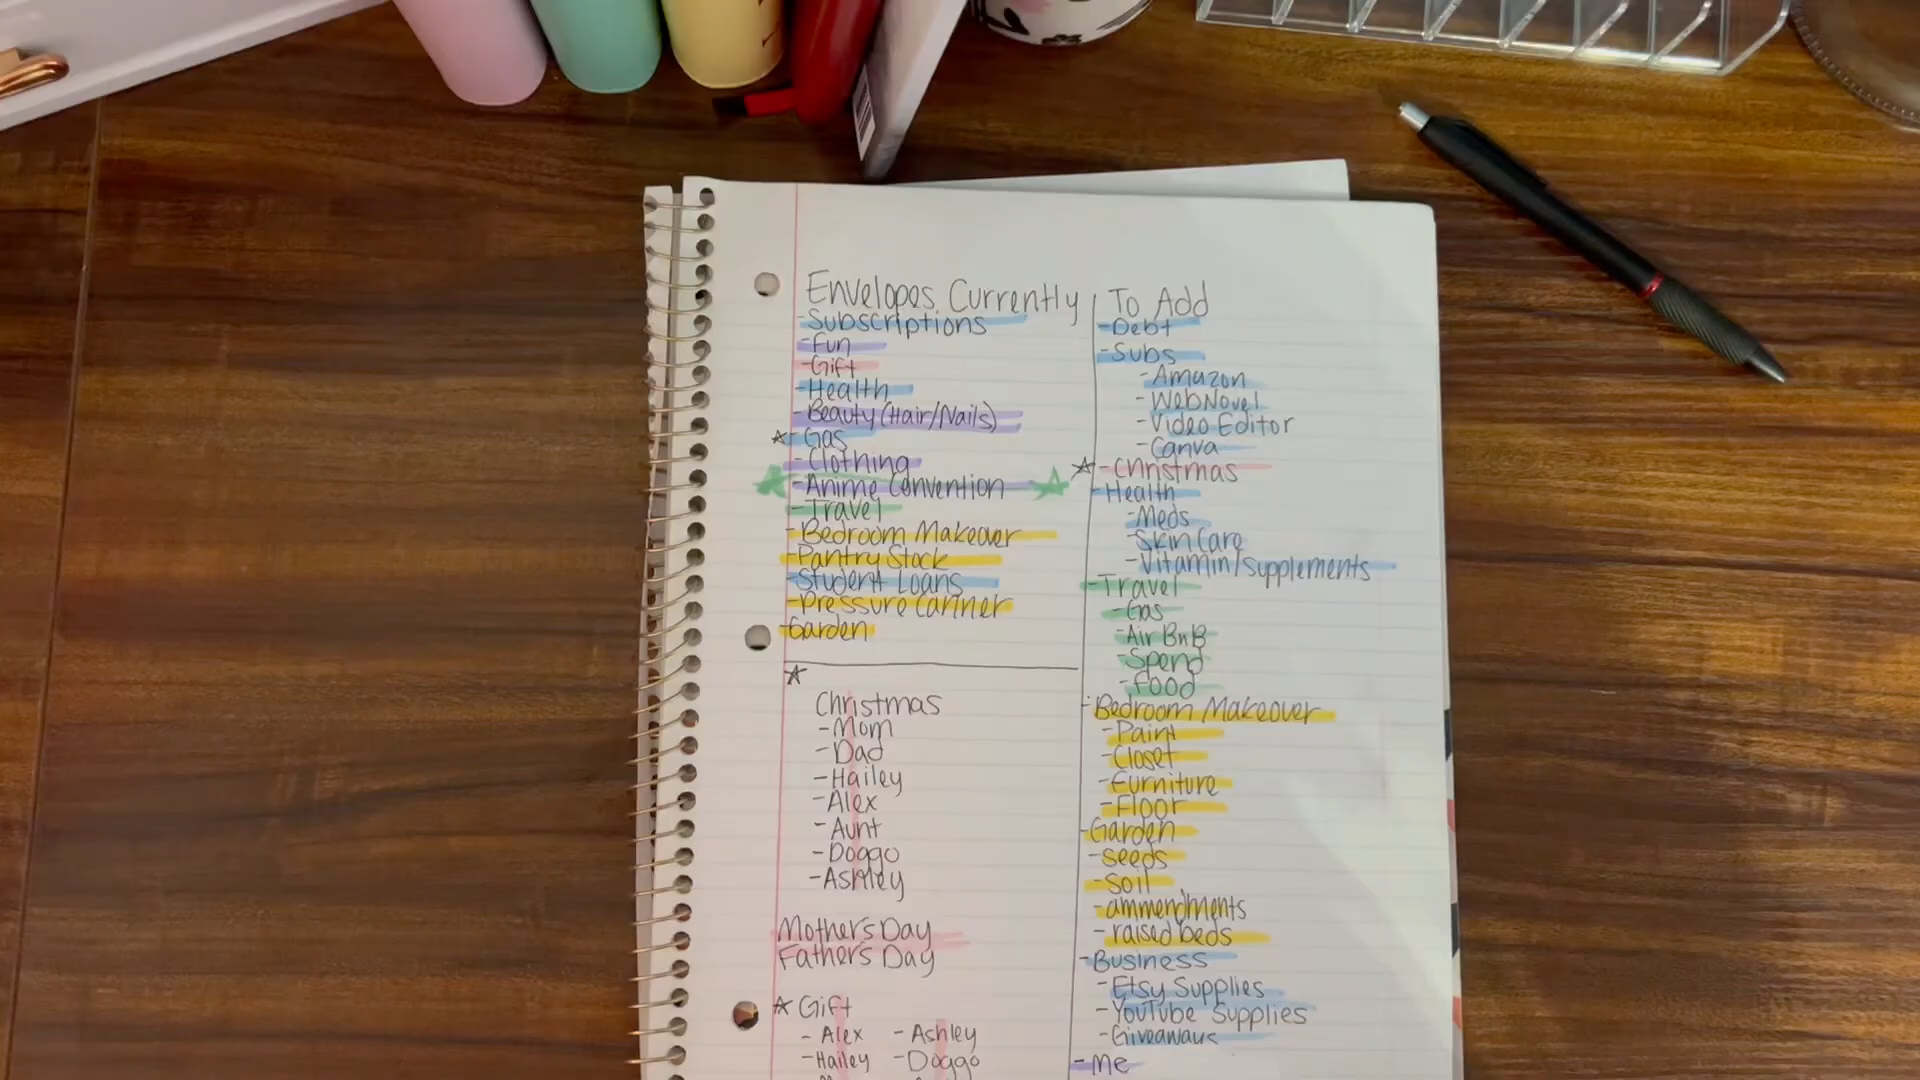 Envelopes Currently
- Subscriptions
- Fun
- Gift
- Health
- Beauty (Hair/Nails)
☆ - Gas
- Clothing
☆ - Anime Convention ☆
- Travel
- Bedroom Makeover
- Pantry Stock
- Student Loans
- Pressure Canner
- Garden
☆
Christmas
- Mom
- Dad
- Hailey
- Alex
- Aunt
- Doggo
- Ashley
Mother's Day
Father's Day
☆ Gift
- Alex - Ashley
- Hailey - Doggo
To Add
- Debt
- Subs
- Amazon
- WebNovel
- Video Editor
- Canva
☆ - Christmas
- Health
- Meds
- Skin Care
- Vitamin/Supplements
- Travel
- Gas
- Air BnB
- Spend
- Food
- Bedroom Makeover
- Paint
- Closet
- Furniture
- Floor
- Garden
- seeds
- Soil
- ammendments
- raised beds
- Business
- Etsy Supplies
- YouTube Supplies
- Giveaways
- Me